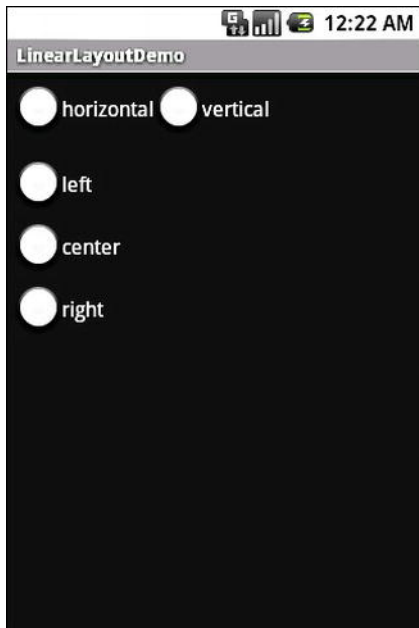 12:22 AM
LinearLayoutDemo
horizontal vertical
left
center
right